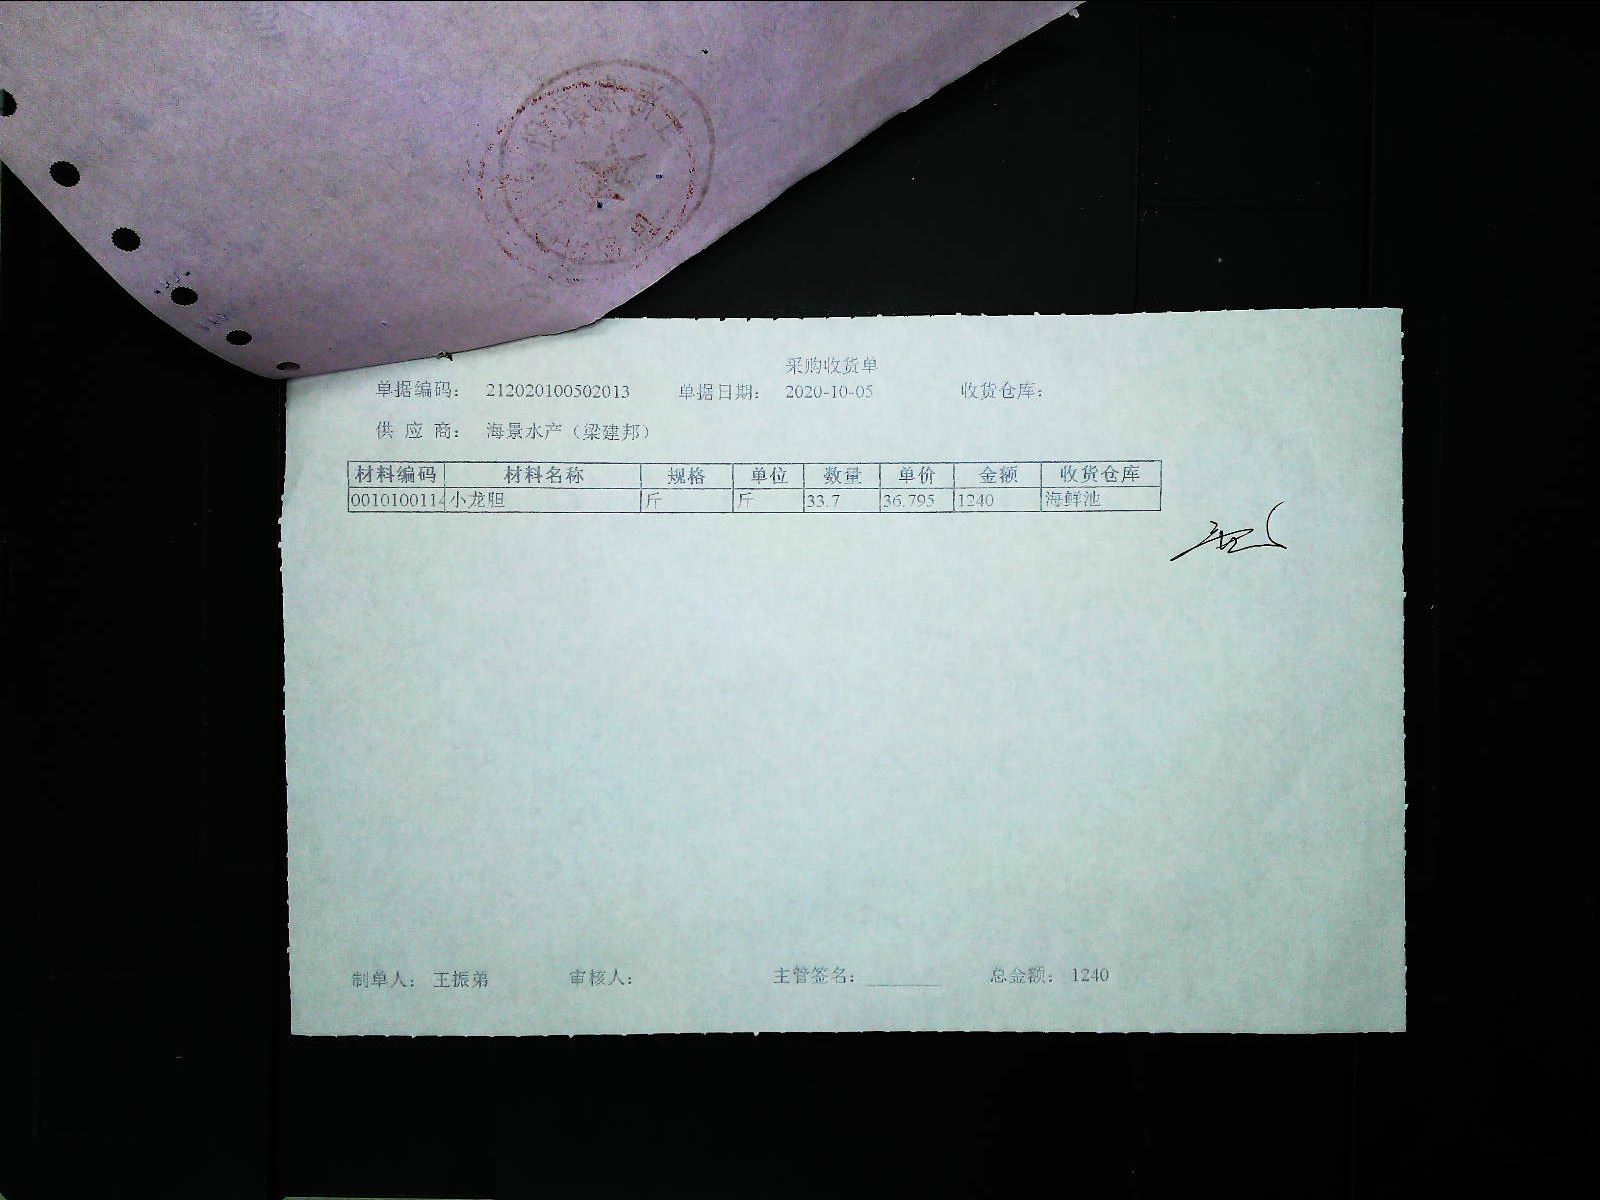 采购收货单
单据编码: 212020100502013 单据日期: 2020-10-05 收货仓库:
供应商: 海景水产（梁建邦）
材料编码 材料名称 规格 单位 数量 单价 金额 收货仓库
0010100114 小龙胆 斤 斤 33.7 36.795 1240 海鲜池
制单人: 王振弟 审核人: 主管签名: 总金额: 1240